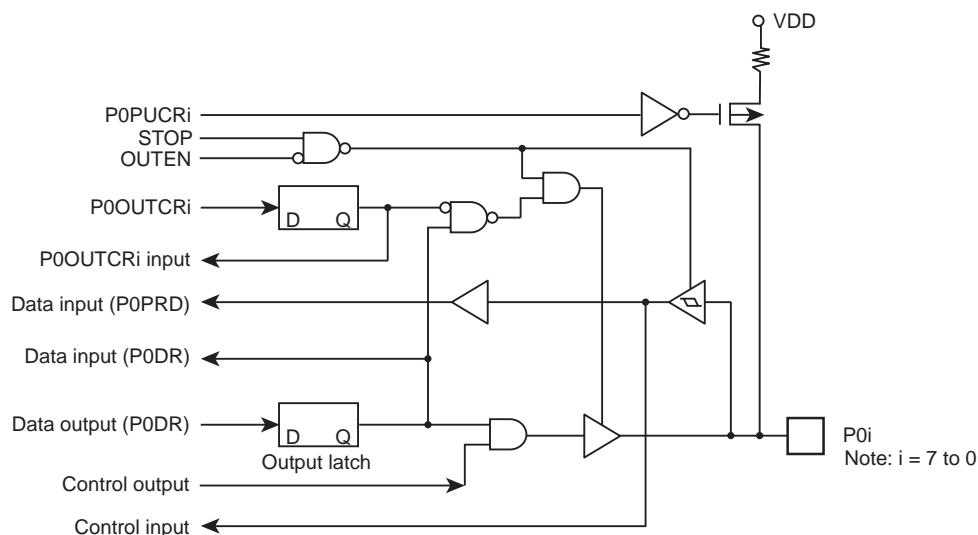 VDD
P0PUCRi
STOP
OUTEN
P0OUTCRi
D Q
P0OUTCRi input
Data input (P0PRD)
Data input (P0DR)
Data output (P0DR)
D Q
Output latch
P0i
Note: i = 7 to 0
Control output
Control input